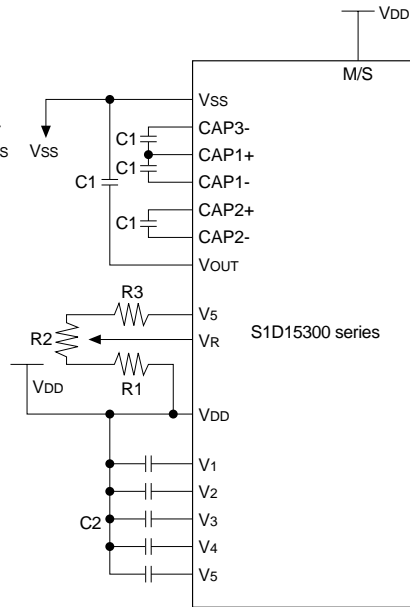 VDD
M/S
VSS
CAP3-
C1
S VSS
CAP1+
C1
CAP1-
C1
CAP2+
C1
CAP2-
VOUT
R3
V5
R2
VR
S1D15300 series
R1
VDD
VDD
V1
V2
C2
V3
V4
V5